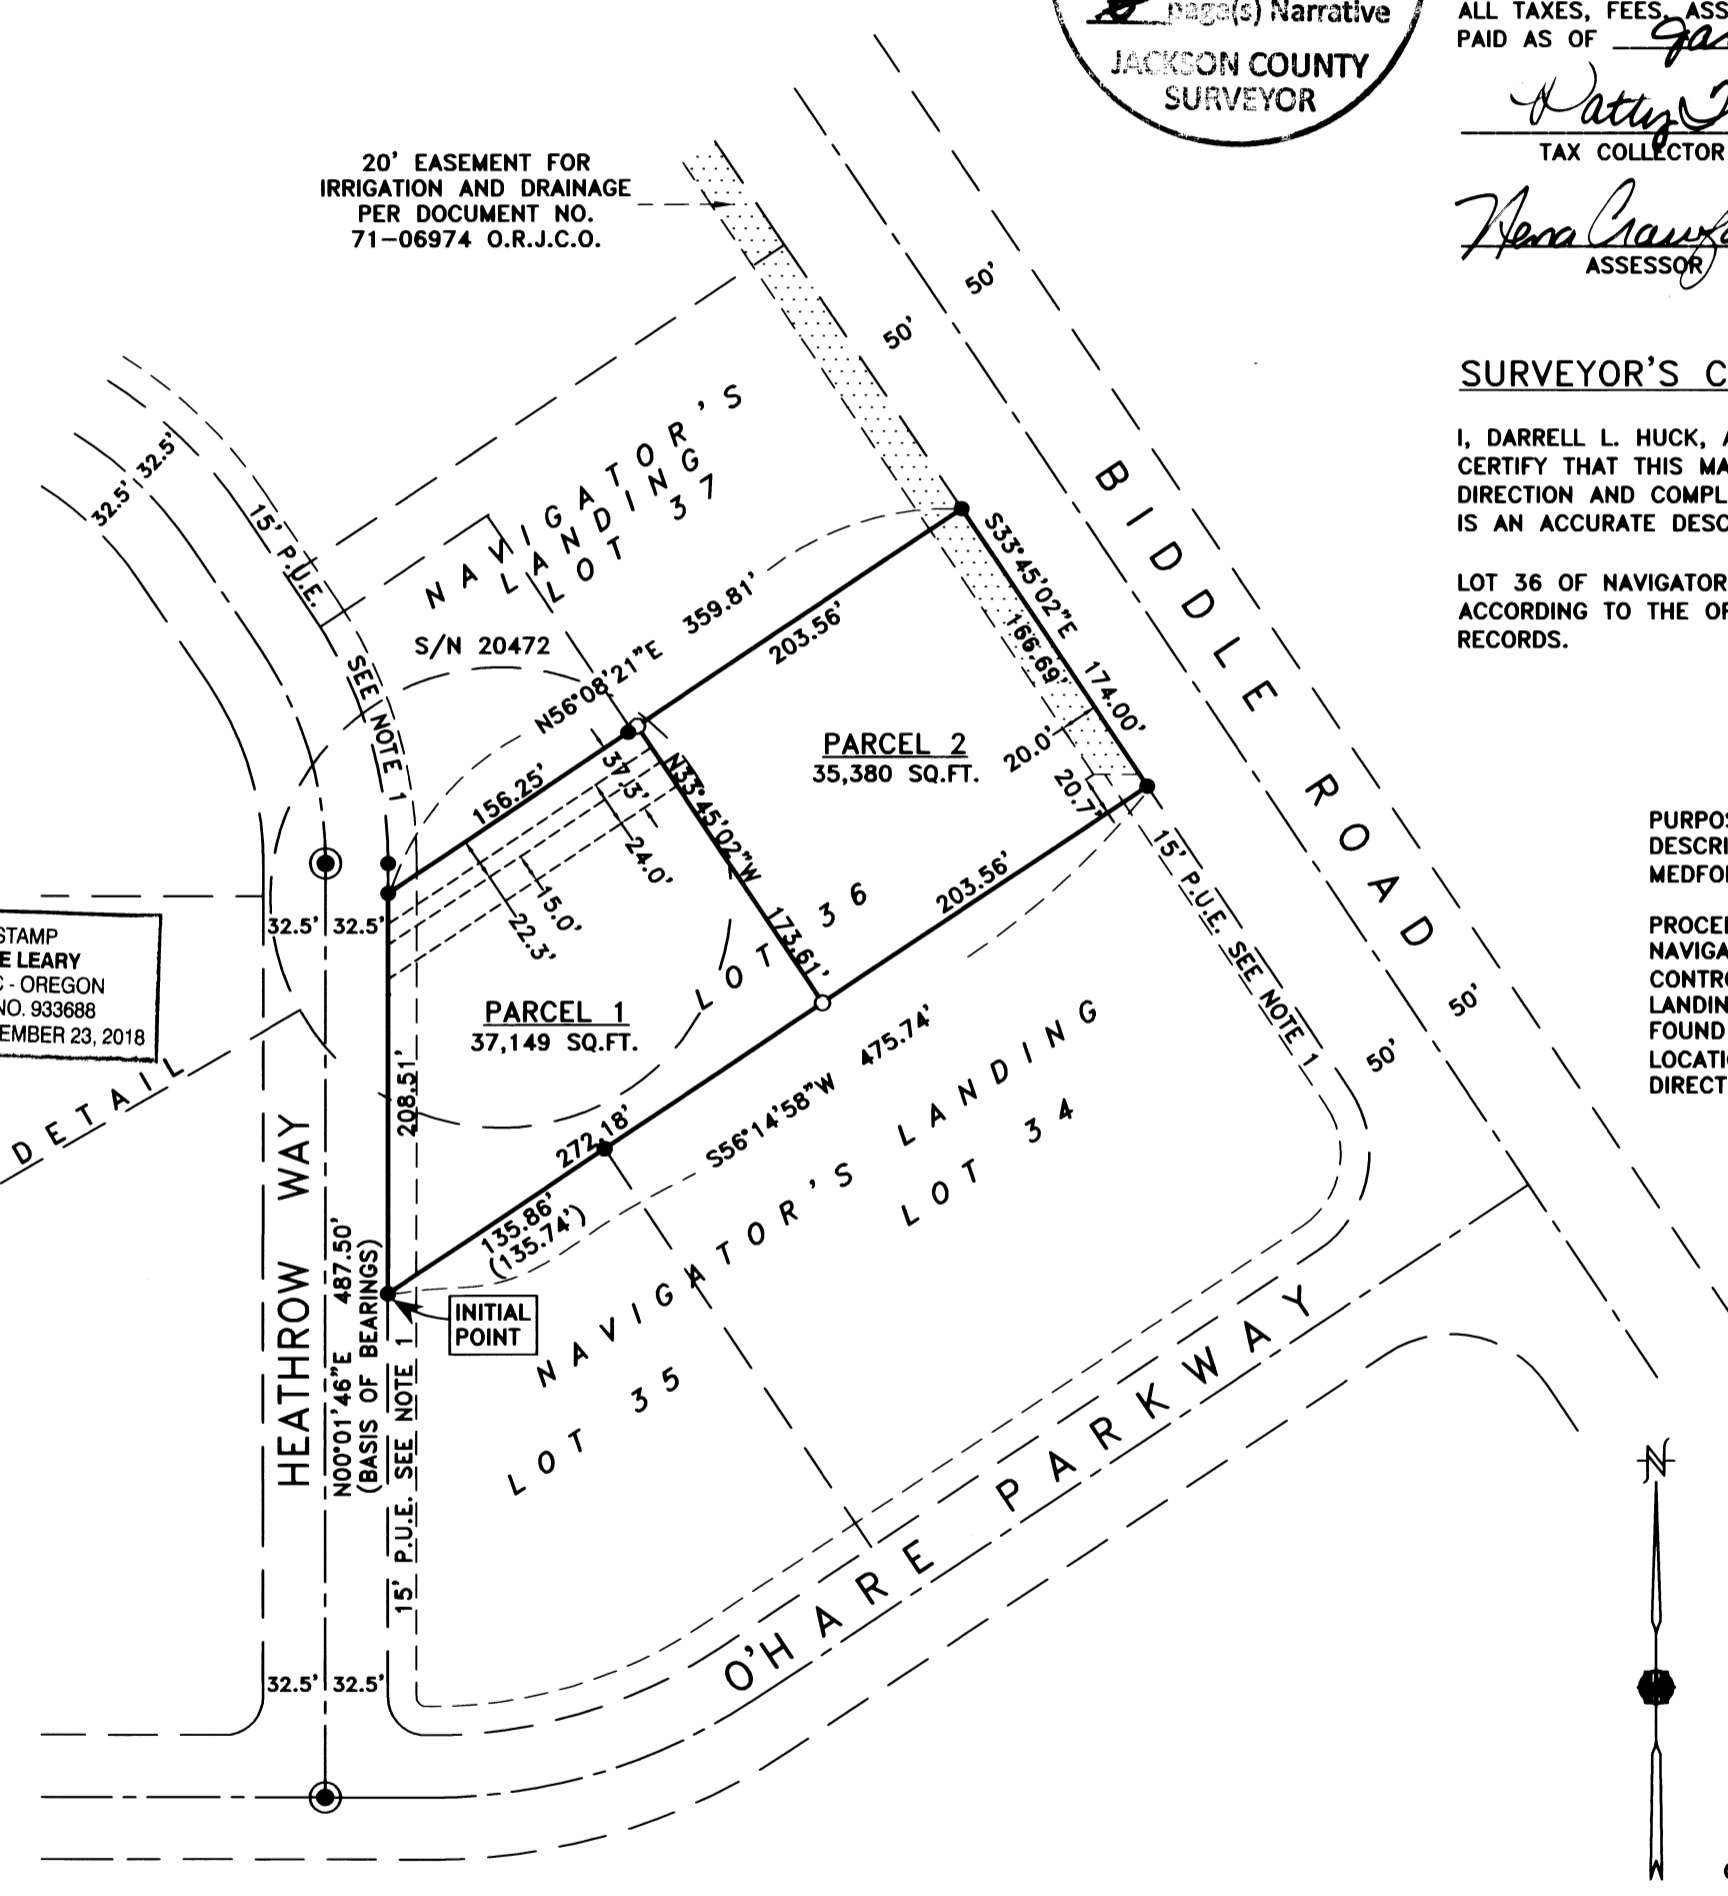 page(s) Narrative
JACKSON COUNTY
SURVEYOR
ALL TAXES, FEES, ASS
PAID AS OF
TAX COLLECTOR
ASSESSOR
20' EASEMENT FOR
IRRIGATION AND DRAINAGE
PER DOCUMENT NO.
71-06974 O.R.J.C.O.
50'
50'
SURVEYOR'S C
I, DARRELL L. HUCK, A
CERTIFY THAT THIS MA
DIRECTION AND COMPL
IS AN ACCURATE DESC
LOT 36 OF NAVIGATOR
ACCORDING TO THE OF
RECORDS.
32.5' 32.5'
15' P.U.E. SEE NOTE 1
NAVIGATOR'S
LANDING
LOT 37
S/N 20472
BIDDLE ROAD
N56°08'21"E 359.81'
203.56'
156.25'
S33°45'02"E 174.00'
166.69'
PARCEL 2
35,380 SQ.FT.
20.0'
20.7'
37.3'
24.0'
15.0'
22.3'
N33°45'02"W 173.61'
203.56'
LOT 36
15' P.U.E. SEE NOTE 1
50'
50'
PURPOS
DESCRI
MEDFOR
PROCED
NAVIGA
CONTRO
LANDIN
FOUND
LOCATIO
DIRECT
32.5' 32.5'
STAMP
E LEARY
C - OREGON
NO. 933688
EMBER 23, 2018
DETAIL
PARCEL 1
37,149 SQ.FT.
208.51'
272.18'
S56°14'58"W 475.74'
135.86'
(135.74')
NAVIGATOR'S LANDING
LOT 34
LOT 35
INITIAL
POINT
HEATHROW WAY
N00°01'46"E 487.50'
(BASIS OF BEARINGS)
15' P.U.E. SEE NOTE 1
32.5' 32.5'
O'HARE PARKWAY
N